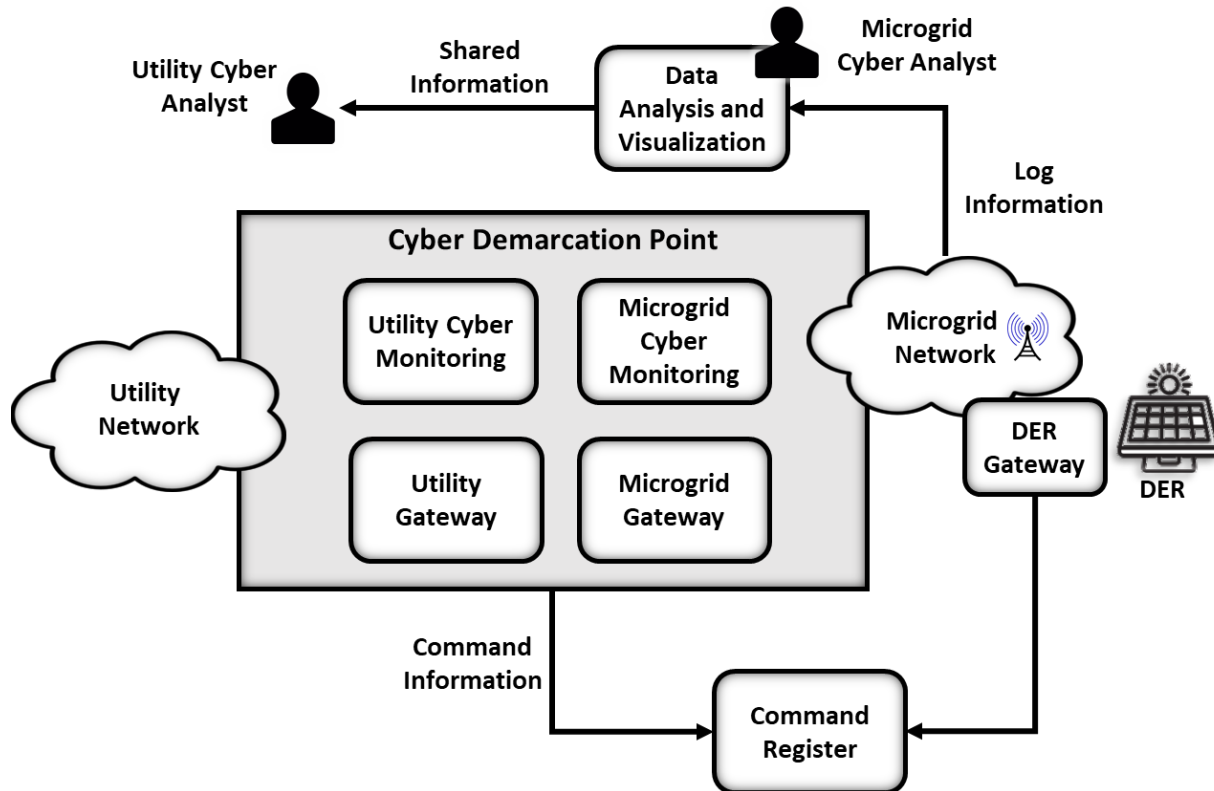 Microgrid
Cyber Analyst
Shared
Information
Utility Cyber
Analyst
Data
Analysis and
Visualization
Log
Information
Cyber Demarcation Point
Utility Cyber
Monitoring
Microgrid
Cyber
Monitoring
Microgrid
Network
Utility
Network
DER
Gateway
DER
Utility
Gateway
Microgrid
Gateway
Command
Information
Command
Register